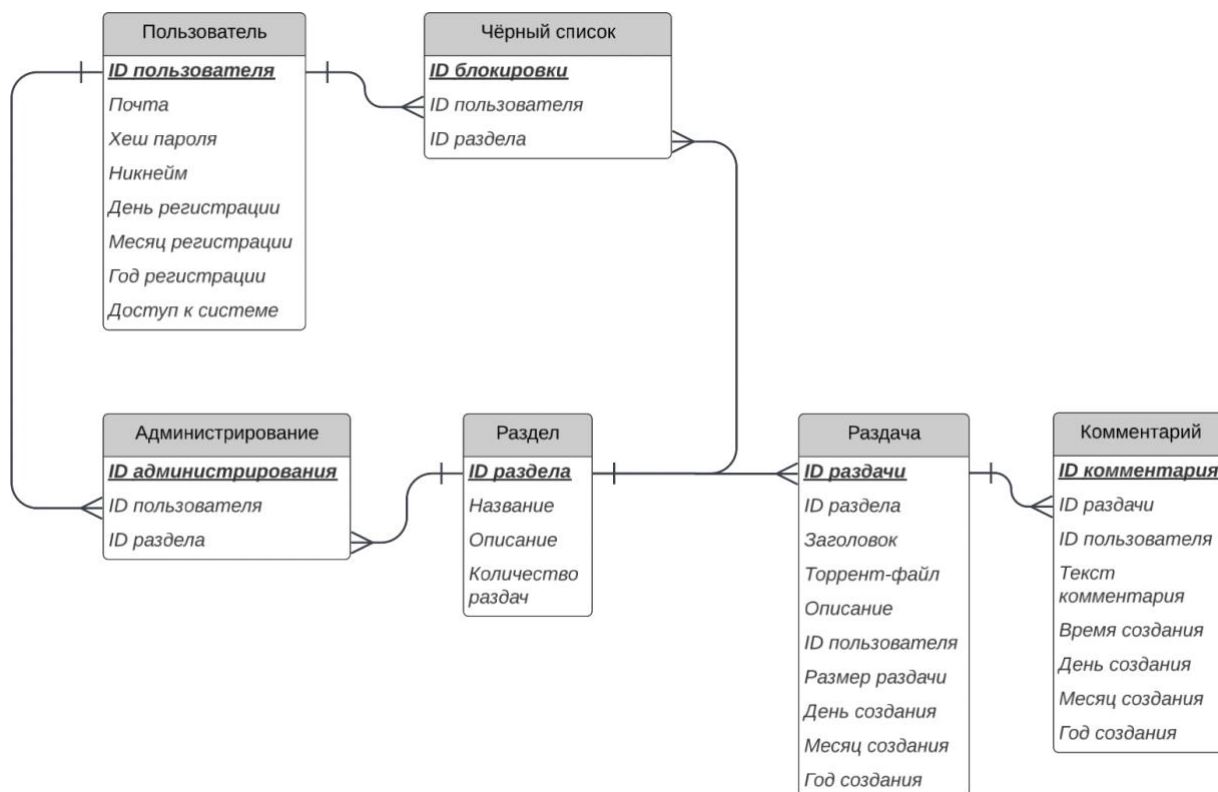 Пользователь
ID пользователя
Почта
Хеш пароля
Никнейм
День регистрации
Месяц регистрации
Год регистрации
Доступ к системе
Чёрный список
ID блокировки
ID пользователя
ID раздела
Администрирование
ID администрирования
ID пользователя
ID раздела
Раздел
ID раздела
Название
Описание
Количество
раздач
Раздача
ID раздачи
ID раздела
Заголовок
Торрент-файл
Описание
ID пользователя
Размер раздачи
День создания
Месяц создания
Год создания
Комментарий
ID комментария
ID раздачи
ID пользователя
Текст
комментария
Время создания
День создания
Месяц создания
Год создания